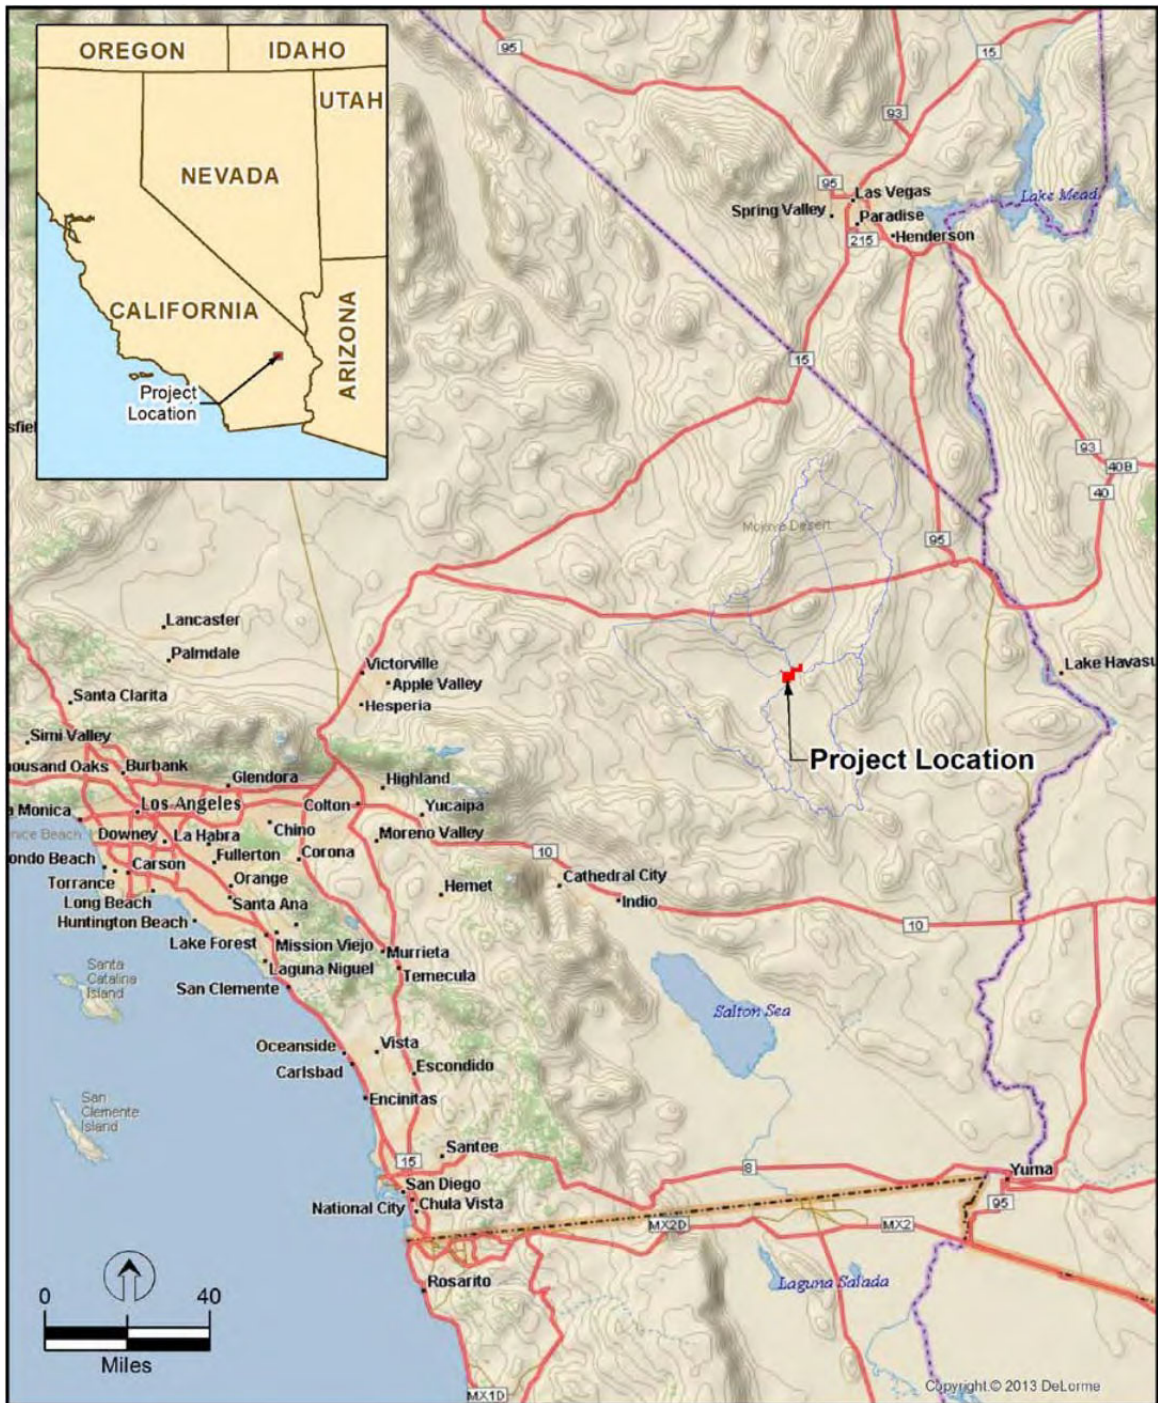 OREGON
IDAHO
UTAH
NEVADA
CALIFORNIA
ARIZONA
Project
Location
95
15
93
95
Las Vegas
Lake Mead
Spring Valley
Paradise
215
Henderson
15
93
40B
40
Mojave Desert
95
Lancaster
Palmdale
Victorville
Apple Valley
Hesperia
Lake Havasu
Santa Clarita
Simi Valley
Project Location
housand Oaks
Burbank
Glendora
Highland
a Monica
Los Angeles
Colton
Yucaipa
nice Beach
Downey
La Habra
Chino
Moreno Valley
ondo Beach
Carson
Fullerton
Corona
10
Torrance
Orange
Hemet
Cathedral City
Long Beach
Santa Ana
Indio
Huntington Beach
10
Lake Forest
Mission Viejo
Murrieta
Santa
Catalina
Island
Laguna Niguel
Temecula
San Clemente
Salton Sea
Oceanside
Vista
Carlsbad
Escondido
San
Clemente
Island
Encinitas
Santee
15
8
Yuma
San Diego
National City
Chula Vista
95
MX2D
MX2
Rosarito
Laguna Salada
0
40
Miles
MX1D
Copyright © 2013 DeLorme